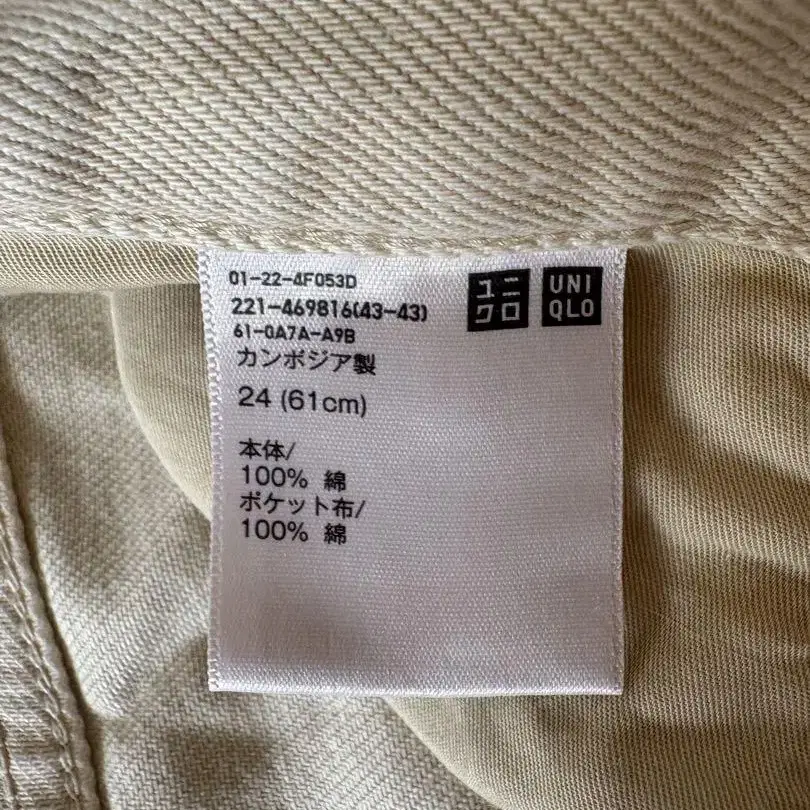 01-22-4F053D
221-469816(43-43)
61-0A7A-A9B
カンボジア製
24 (61cm)
本体/
100% 綿
ポケット布/
100% 綿
ユニ
クロ
UNI
QLO